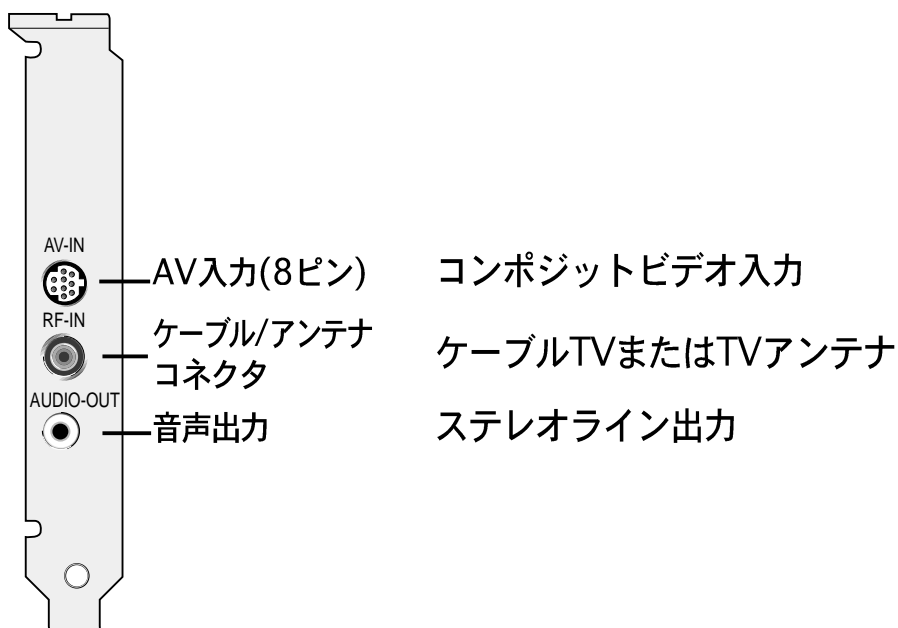 AV-IN
AV入力(8ピン) コンポジットビデオ入力
RF-IN
ケーブル/アンテナ
コネクタ
ケーブルTVまたはTVアンテナ
AUDIO-OUT
音声出力 ステレオライン出力